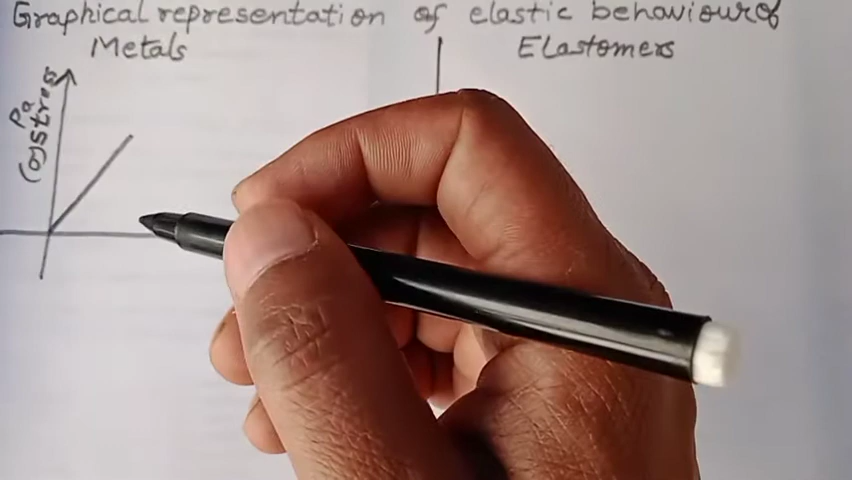 Graphical representation of elastic behaviour of
Metals
Elastomers
Pa
(σ) Stress